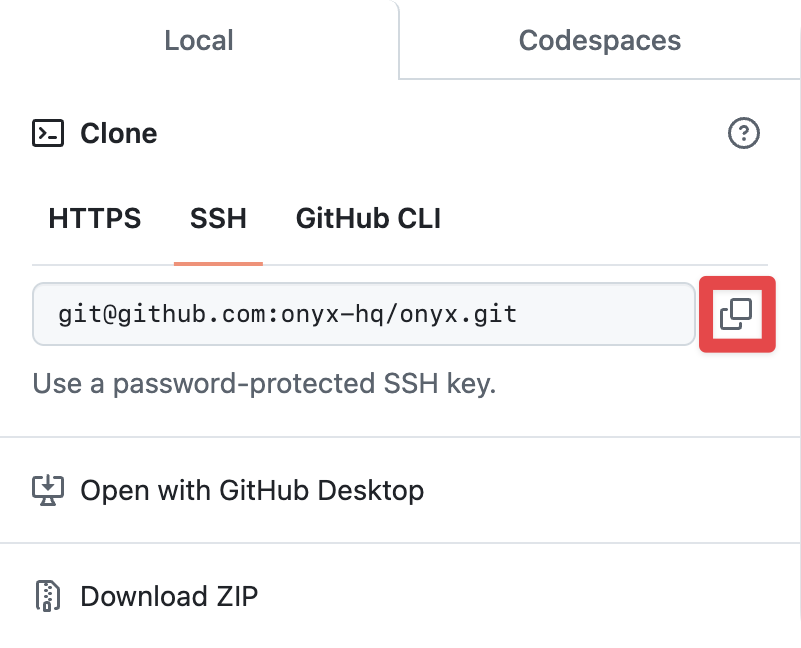 Local Codespaces
Clone
HTTPS SSH GitHub CLI
git@github.com:onyx-hq/onyx.git
Use a password-protected SSH key.
Open with GitHub Desktop
Download ZIP